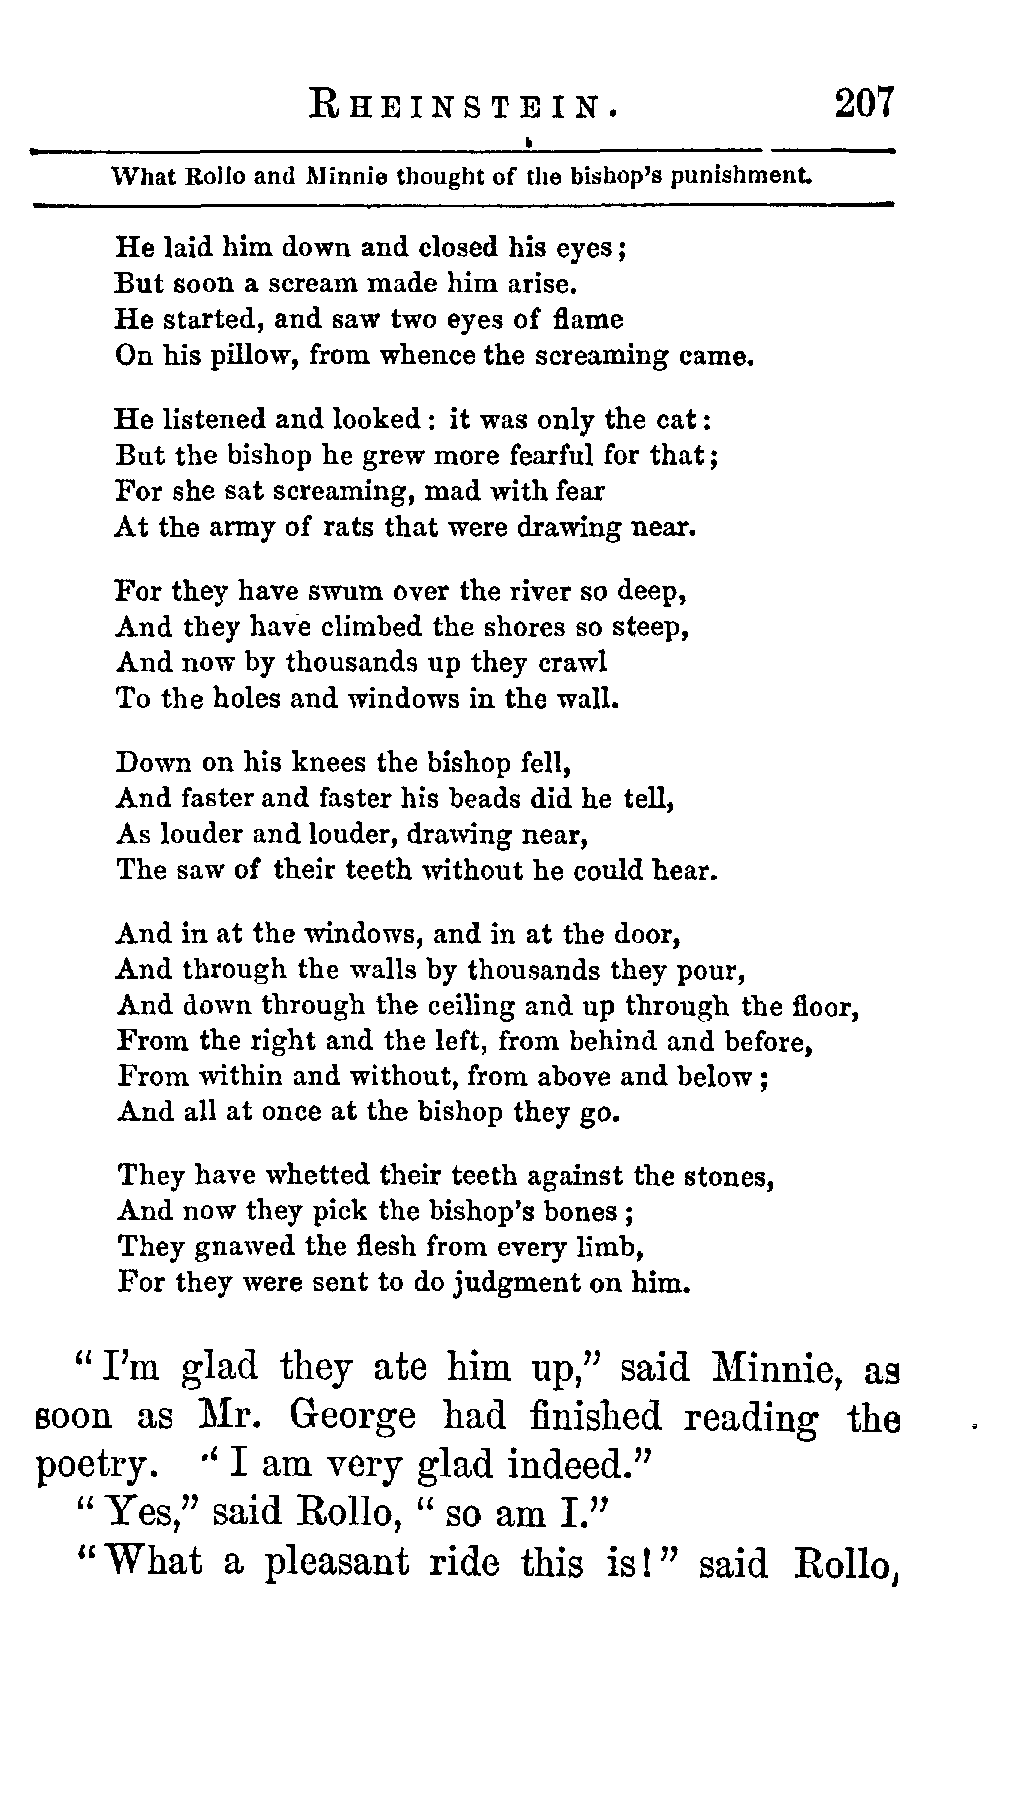 RHEINSTEIN. 207
What Rollo and Minnie thought of the bishop's punishment.
He laid him down and closed his eyes;
But soon a scream made him arise.
He started, and saw two eyes of flame
On his pillow, from whence the screaming came.
He listened and looked: it was only the cat:
But the bishop he grew more fearful for that;
For she sat screaming, mad with fear
At the army of rats that were drawing near.
For they have swum over the river so deep,
And they have climbed the shores so steep,
And now by thousands up they crawl
To the holes and windows in the wall.
Down on his knees the bishop fell,
And faster and faster his beads did he tell,
As louder and louder, drawing near,
The saw of their teeth without he could hear.
And in at the windows, and in at the door,
And through the walls by thousands they pour,
And down through the ceiling and up through the floor,
From the right and the left, from behind and before,
From within and without, from above and below;
And all at once at the bishop they go.
They have whetted their teeth against the stones,
And now they pick the bishop's bones;
They gnawed the flesh from every limb,
For they were sent to do judgment on him.
"I'm glad they ate him up," said Minnie, as
soon as Mr. George had finished reading the
poetry. "I am very glad indeed."
"Yes," said Rollo, "so am I."
"What a pleasant ride this is!" said Rollo,